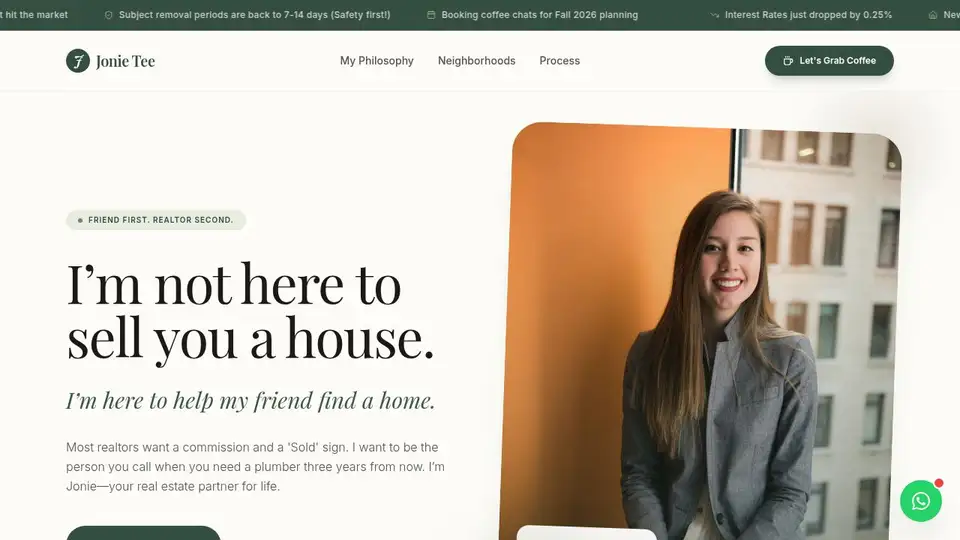 t hit the market
Subject removal periods are back to 7-14 days (Safety first!)
Booking coffee chats for Fall 2026 planning
Interest Rates just dropped by 0.25%
New
Jonie Tee
My Philosophy
Neighborhoods
Process
Let's Grab Coffee
FRIEND FIRST. REALTOR SECOND.
I’m not here to
sell you a house.
I’m here to help my friend find a home.
Most realtors want a commission and a 'Sold' sign. I want to be the
person you call when you need a plumber three years from now. I’m
Jonie—your real estate partner for life.